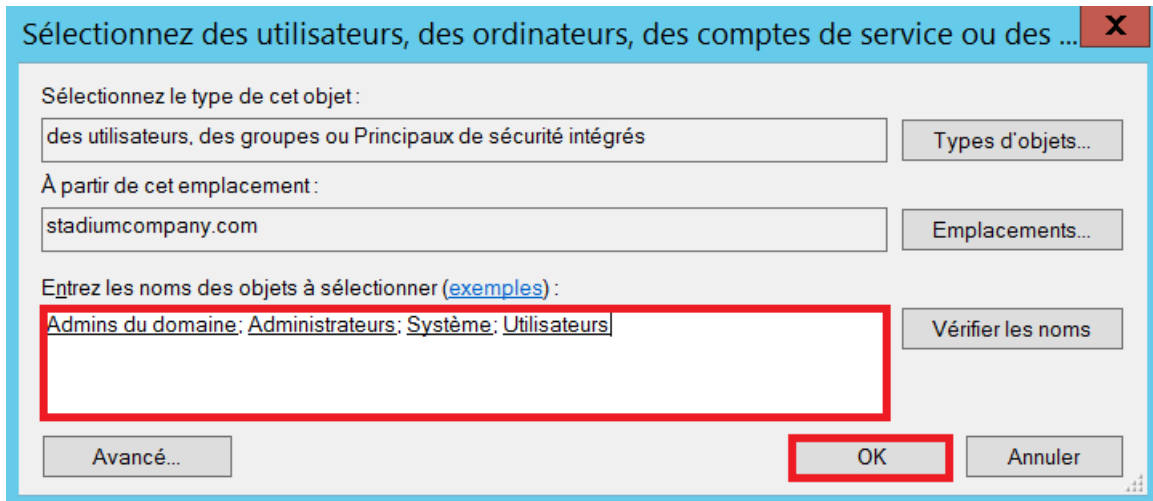 Sélectionnez des utilisateurs, des ordinateurs, des comptes de service ou des ...
X
Sélectionnez le type de cet objet :
des utilisateurs, des groupes ou Principaux de sécurité intégrés
Types d'objets...
À partir de cet emplacement :
stadiumcompany.com
Emplacements...
Entrez les noms des objets à sélectionner (exemples) :
Admins du domaine; Administrateurs; Système; Utilisateurs
Vérifier les noms
Avancé...
OK
Annuler